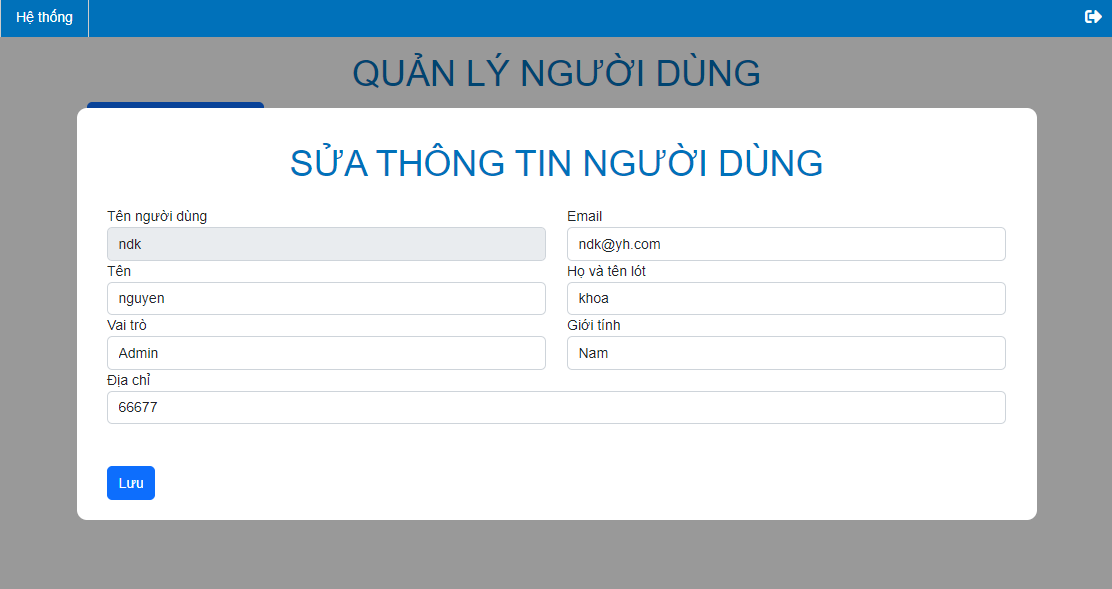 Hệ thống
QUẢN LÝ NGƯỜI DÙNG
SỬA THÔNG TIN NGƯỜI DÙNG
Tên người dùng
Email
ndk
ndk@yh.com
Tên
Họ và tên lót
nguyen
khoa
Vai trò
Giới tính
Admin
Nam
Địa chỉ
66677
Lưu